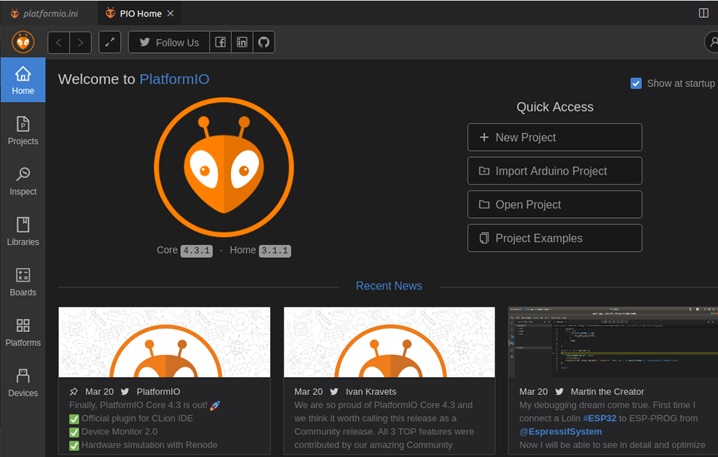 platformio.ini
PIO Home
Follow Us
Home
Welcome to PlatformIO
Show at startup
Projects
Inspect
Libraries
Boards
Platforms
Devices
Core 4.3.1 · Home 3.1.1
Quick Access
New Project
Import Arduino Project
Open Project
Project Examples
Recent News
Mar 20 PlatformIO
Finally, PlatformIO Core 4.3 is out! 🚀
✅ Official plugin for CLion IDE
✅ Device Monitor 2.0
✅ Hardware simulation with Renode
Mar 20 Ivan Kravets
We are so proud of PlatformIO Core 4.3 and
we think it worth calling this release as a
Community release. All 3 TOP features were
contributed by our amazing Community
Mar 20 Martin the Creator
My debugging dream come true. First time I
connect a Lolin #ESP32 to ESP-PROG from
@EspressifSystem
Now I will be able to see in detail and optimize